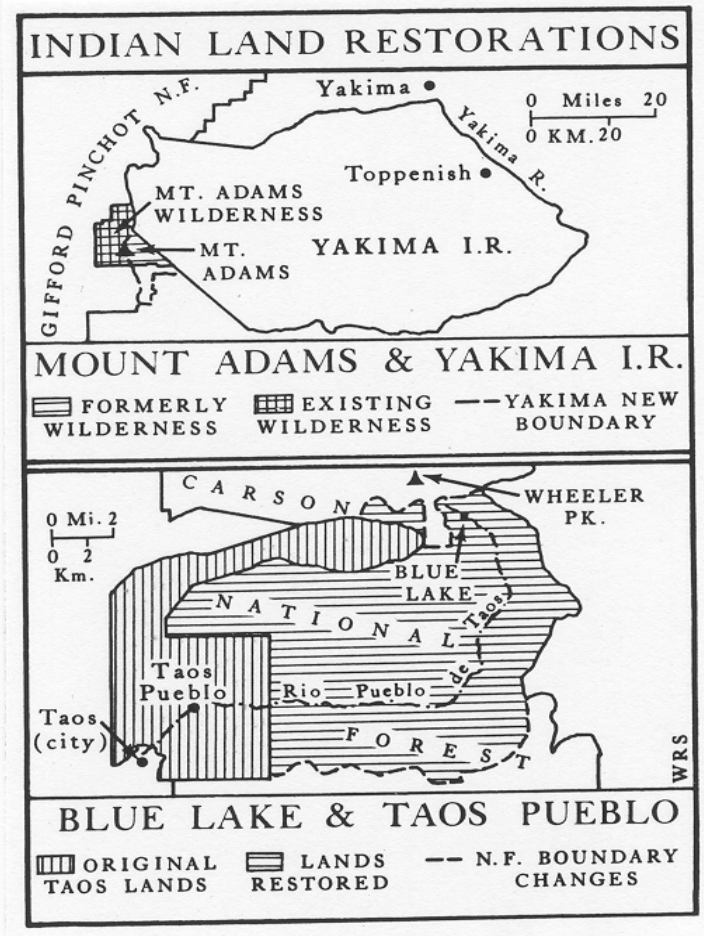 INDIAN LAND RESTORATIONS
GIFFORD PINCHOT N.F.
Yakima
0 Miles 20
0 KM. 20
Yakima R.
Toppenish
MT. ADAMS
WILDERNESS
MT.
ADAMS
YAKIMA I.R.
MOUNT ADAMS & YAKIMA I.R.
FORMERLY
WILDERNESS
EXISTING
WILDERNESS
YAKIMA NEW
BOUNDARY
CARSON
NATIONAL
FOREST
WHEELER
PK.
0 Mi. 2
0 2
Km.
BLUE
LAKE
Taos
Pueblo
Rio Pueblo de Taos
Taos
(city)
WRS
BLUE LAKE & TAOS PUEBLO
ORIGINAL
TAOS LANDS
LANDS
RESTORED
N.F. BOUNDARY
CHANGES